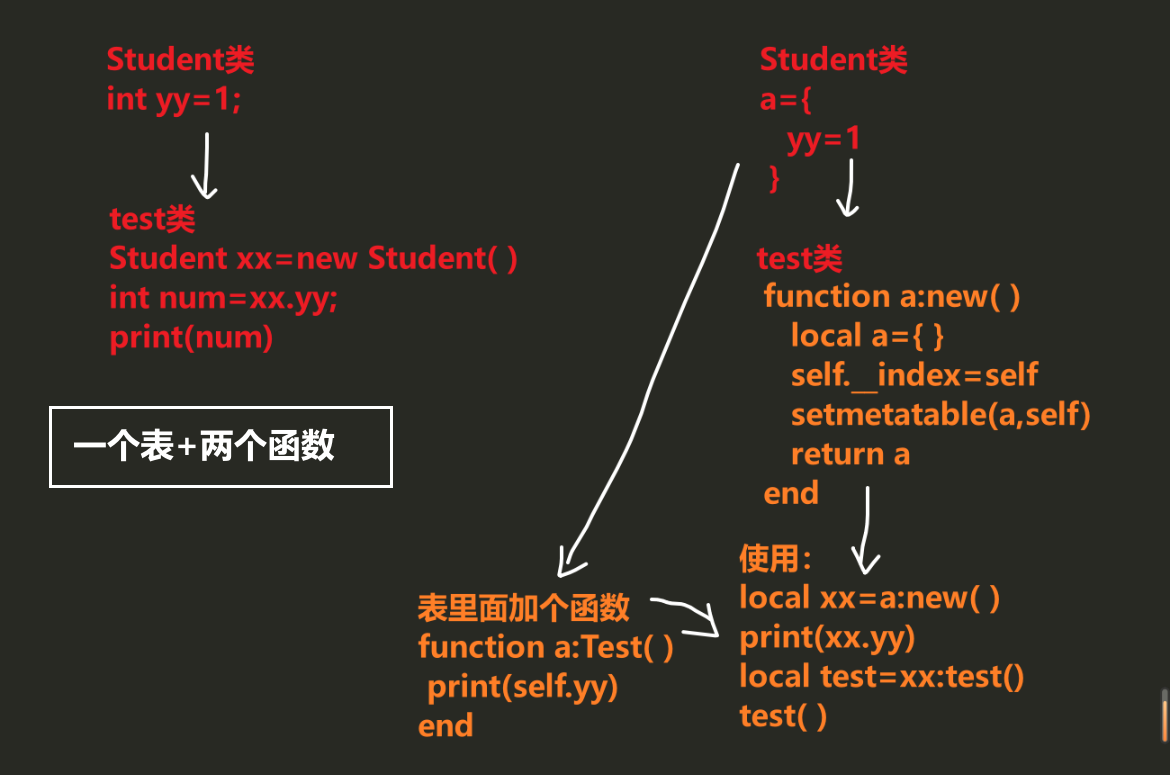 Student类
int yy=1;
test类
Student xx=new Student( )
int num=xx.yy;
print(num)
一个表+两个函数
Student类
a={
yy=1
}
test类
function a:new( )
local a={ }
self.__index=self
setmetatable(a,self)
return a
end
表里面加个函数
function a:Test( )
print(self.yy)
end
使用：
local xx=a:new( )
print(xx.yy)
local test=xx:test()
test( )